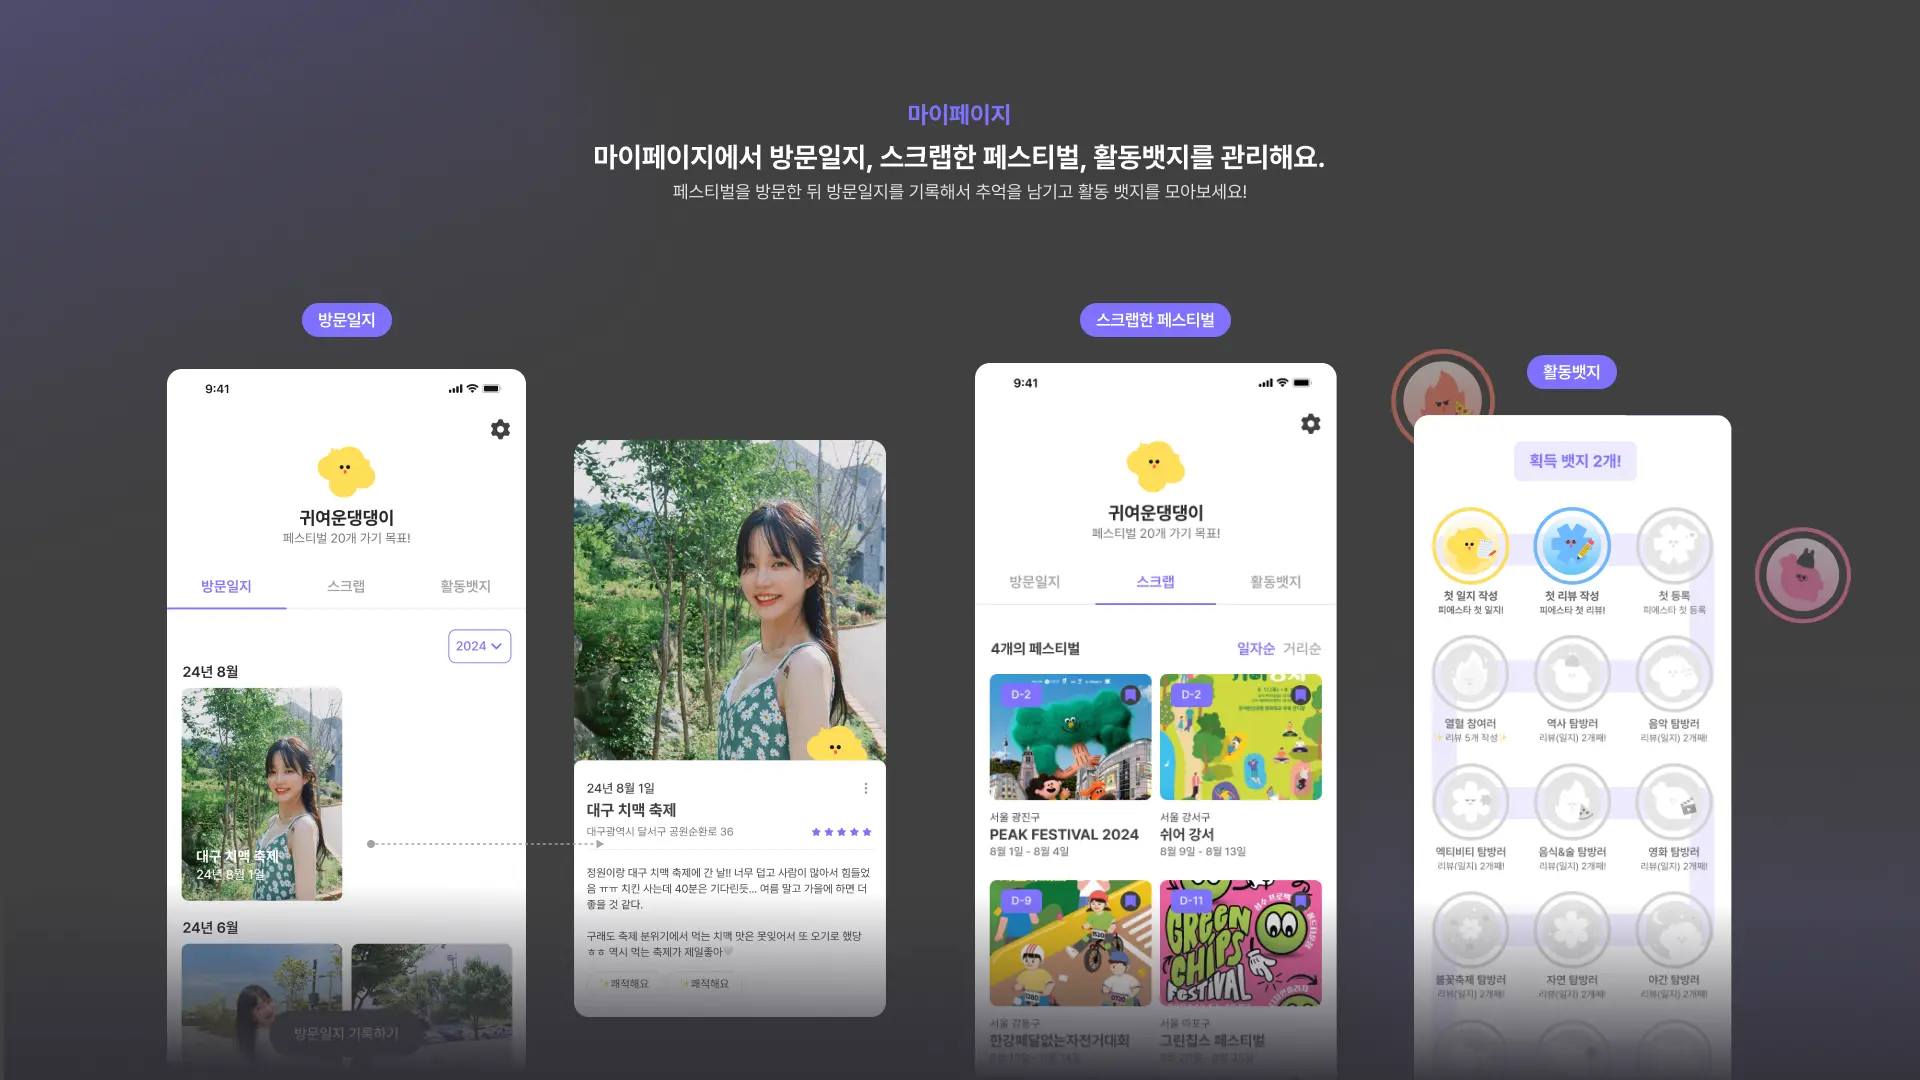 마이페이지
마이페이지에서 방문일지, 스크랩한 페스티벌, 활동뱃지를 관리해요.
페스티벌을 방문한 뒤 방문일지를 기록해서 추억을 남기고 활동 뱃지를 모아보세요!
방문일지
9:41
귀여운댕댕이
페스티벌 20개 가기 목표!
방문일지 스크랩 활동뱃지
2024
24년 8월
대구 치맥 축제
24년 8월 1일
24년 6월
방문일지 기록하기
24년 8월 1일
대구 치맥 축제
대구광역시 달서구 공원순환로 36
정원이랑 대구 치맥 축제에 간 날!! 너무 덥고 사람이 많아서 힘들었
음 ㅠㅠ 치킨 사는데 40분은 기다린듯... 여름 말고 가을에 하면 더
좋을 것 같다.
구래도 축제 분위기에서 먹는 치맥 맛은 못잊어서 또 오기로 했당
ㅎㅎ 역시 먹는 축제가 제일좋아🤍
✨쾌적해요 ✨쾌적해요
스크랩한 페스티벌
9:41
귀여운댕댕이
페스티벌 20개 가기 목표!
방문일지 스크랩 활동뱃지
4개의 페스티벌 일자순 거리순
D-2
서울 광진구
PEAK FESTIVAL 2024
8월 1일 - 8월 4일
D-2
서울 강서구
쉬어 강서
8월 9일 - 8월 13일
D-9
서울 강동구
한강페달없는자전거대회
D-11
GREEN
CHIPS
FESTIVAL
서울 마포구
그린칩스 페스티벌
활동뱃지
획득 뱃지 2개!
첫 일지 작성 첫 리뷰 작성 첫 등록
피에스타 첫 일지! 피에스타 첫 리뷰! 피에스타 첫 등록
열혈 참여러 역사 탐방러 음악 탐방러
✨리뷰 5개 작성✨ 리뷰(일지) 2개째! 리뷰(일지) 2개째!
엑티비티 탐방러 음식&술 탐방러 영화 탐방러
리뷰(일지) 2개째! 리뷰(일지) 2개째! 리뷰(일지) 2개째!
불꽃축제 탐방러 자연 탐방러 야간 탐방러
리뷰(일지) 2개째! 리뷰(일지) 2개째! 리뷰(일지) 2개째!